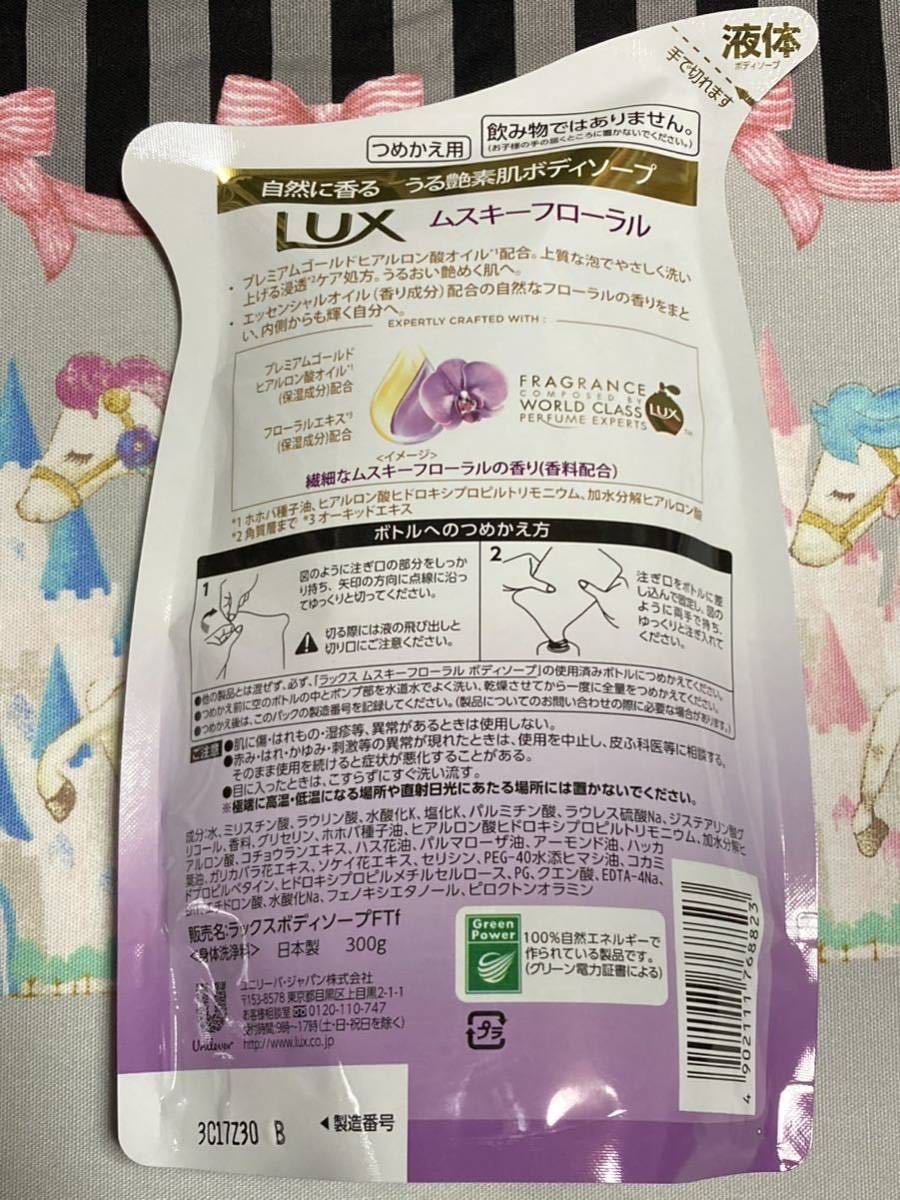 液体
ボディソープ
手で切れます
つめかえ用
飲み物ではありません。
(お子様の手の届くところに置かないでください。)
自然に香る うる艶素肌ボディソープ
LUX ムスキーフローラル
・プレミアムゴールドヒアルロン酸オイル*1配合。上質な泡でやさしく洗い
上げる浸透*2ケア処方。うるおい艶めく肌へ。
・エッセンシャルオイル(香り成分)配合の自然なフローラルの香りをまと
い、内側からも輝く自分へ。
EXPERTLY CRAFTED WITH :
プレミアムゴールド
ヒアルロン酸オイル*1
(保湿成分)配合
フローラルエキス*3
(保湿成分)配合
FRAGRANCE
COMPOSED BY
WORLD CLASS
PERFUME EXPERTS
LUX
TM
<イメージ>
繊細なムスキーフローラルの香り(香料配合)
*1 ホホバ種子油、ヒアルロン酸ヒドロキシプロピルトリモニウム、加水分解ヒアルロン酸
*2 角質層まで *3 オーキッドエキス
ボトルへのつめかえ方
1
図のように注ぎ口の部分をしっか
り持ち、矢印の方向に点線に沿っ
てゆっくりと切ってください。
切る際には液の飛び出しと
切り口にご注意ください。
2
注ぎ口をボトルに差
し込んで固定し、図の
ように両手で持ち、
ゆっくりと注ぎ入れて
ください。
●他の製品とは混ぜず、必ず、「ラックス ムスキーフローラル ボディソープ」の使用済みボトルにつめかえてください。
●つめかえ前に空のボトルの中とポンプ部を水道水でよく洗い、乾燥させてから一度に全量をつめかえてください。
●つめかえ後は、このパックの製造番号を記録してください。(製品についてのお問い合わせの際に必要な場合があります。)
ご注意 ●肌に傷・はれもの・湿疹等、異常があるときは使用しない。
●赤み・はれ・かゆみ・刺激等の異常が現れたときは、使用を中止し、皮ふ科医等に相談する。
そのまま使用を続けると症状が悪化することがある。
●目に入ったときは、こすらずにすぐ洗い流す。
※極端に高温・低温になる場所や直射日光にあたる場所には置かないでください。
成分:水、ミリスチン酸、ラウリン酸、水酸化K、塩化K、パルミチン酸、ラウレス硫酸Na、ジステアリン酸グ
リコール、香料、グリセリン、ホホバ種子油、ヒアルロン酸ヒドロキシプロピルトリモニウム、加水分解ヒ
アルロン酸、コチョウランエキス、ハス花油、パルマローザ油、アーモンド油、ハッカ
葉油、ガリカバラ花エキス、ソケイ花エキス、セリシン、PEG-40水添ヒマシ油、コカミ
ドプロピルベタイン、ヒドロキシプロピルメチルセルロース、PG、クエン酸、EDTA-4Na、
BHT、エチドロン酸、水酸化Na、フェノキシエタノール、ピロクトンオラミン
販売名:ラックスボディソープFTf
<身体洗浄料> 日本製 300g
Unilever
ユニリーバ・ジャパン株式会社
〒153-8578 東京都目黒区上目黒2-1-1
お客様相談室 0120-110-747
受付時間:9時〜17時(土・日・祝日を除く)
http://www.lux.co.jp
Green
Power
100%自然エネルギーで
作られている製品です。
(グリーン電力証書による)
プラ
4 902111 768823
3C17Z30 B
◀製造番号